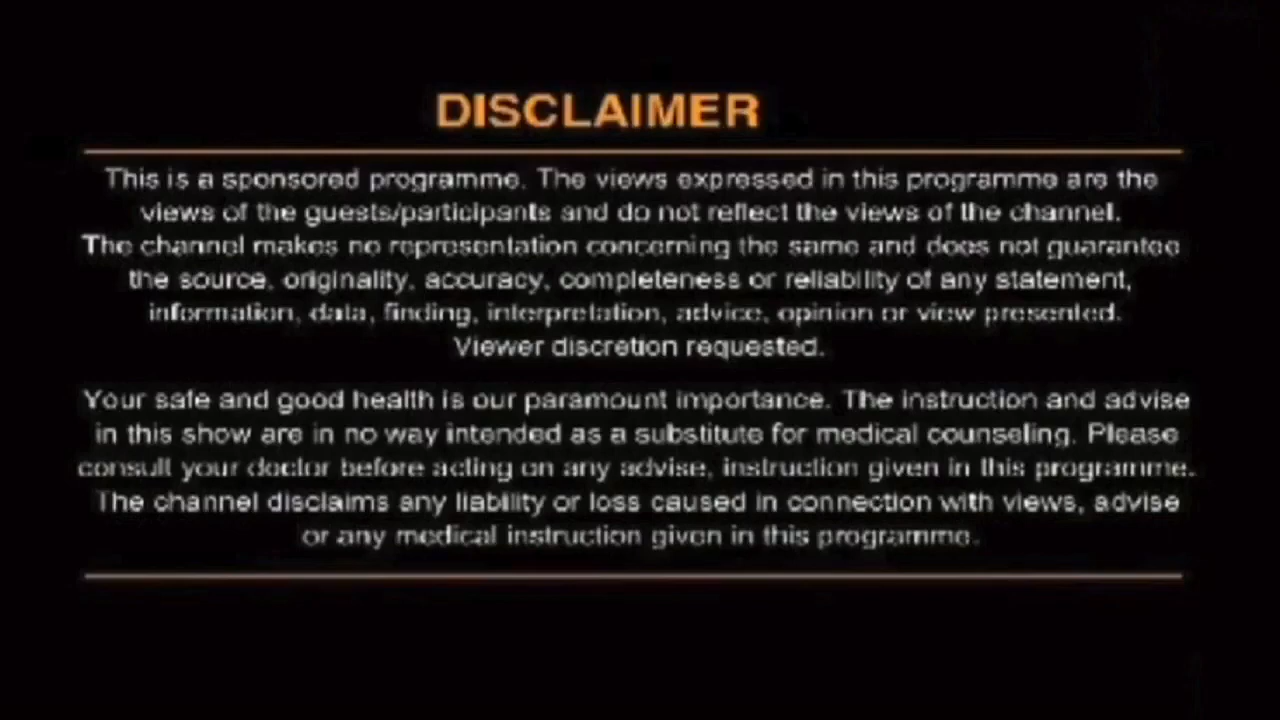 DISCLAIMER
This is a sponsored programme. The views expressed in this programme are the
views of the guests/participants and do not reflect the views of the channel.
The channel makes no representation concerning the same and does not guarantee
the source, originality, accuracy, completeness or reliability of any statement,
information, data, finding, interpretation, advice, opinion or view presented.
Viewer discretion requested.
Your safe and good health is our paramount importance. The instruction and advise
in this show are in no way intended as a substitute for medical counseling. Please
consult your doctor before acting on any advise, instruction given in this programme.
The channel disclaims any liability or loss caused in connection with views, advise
or any medical instruction given in this programme.